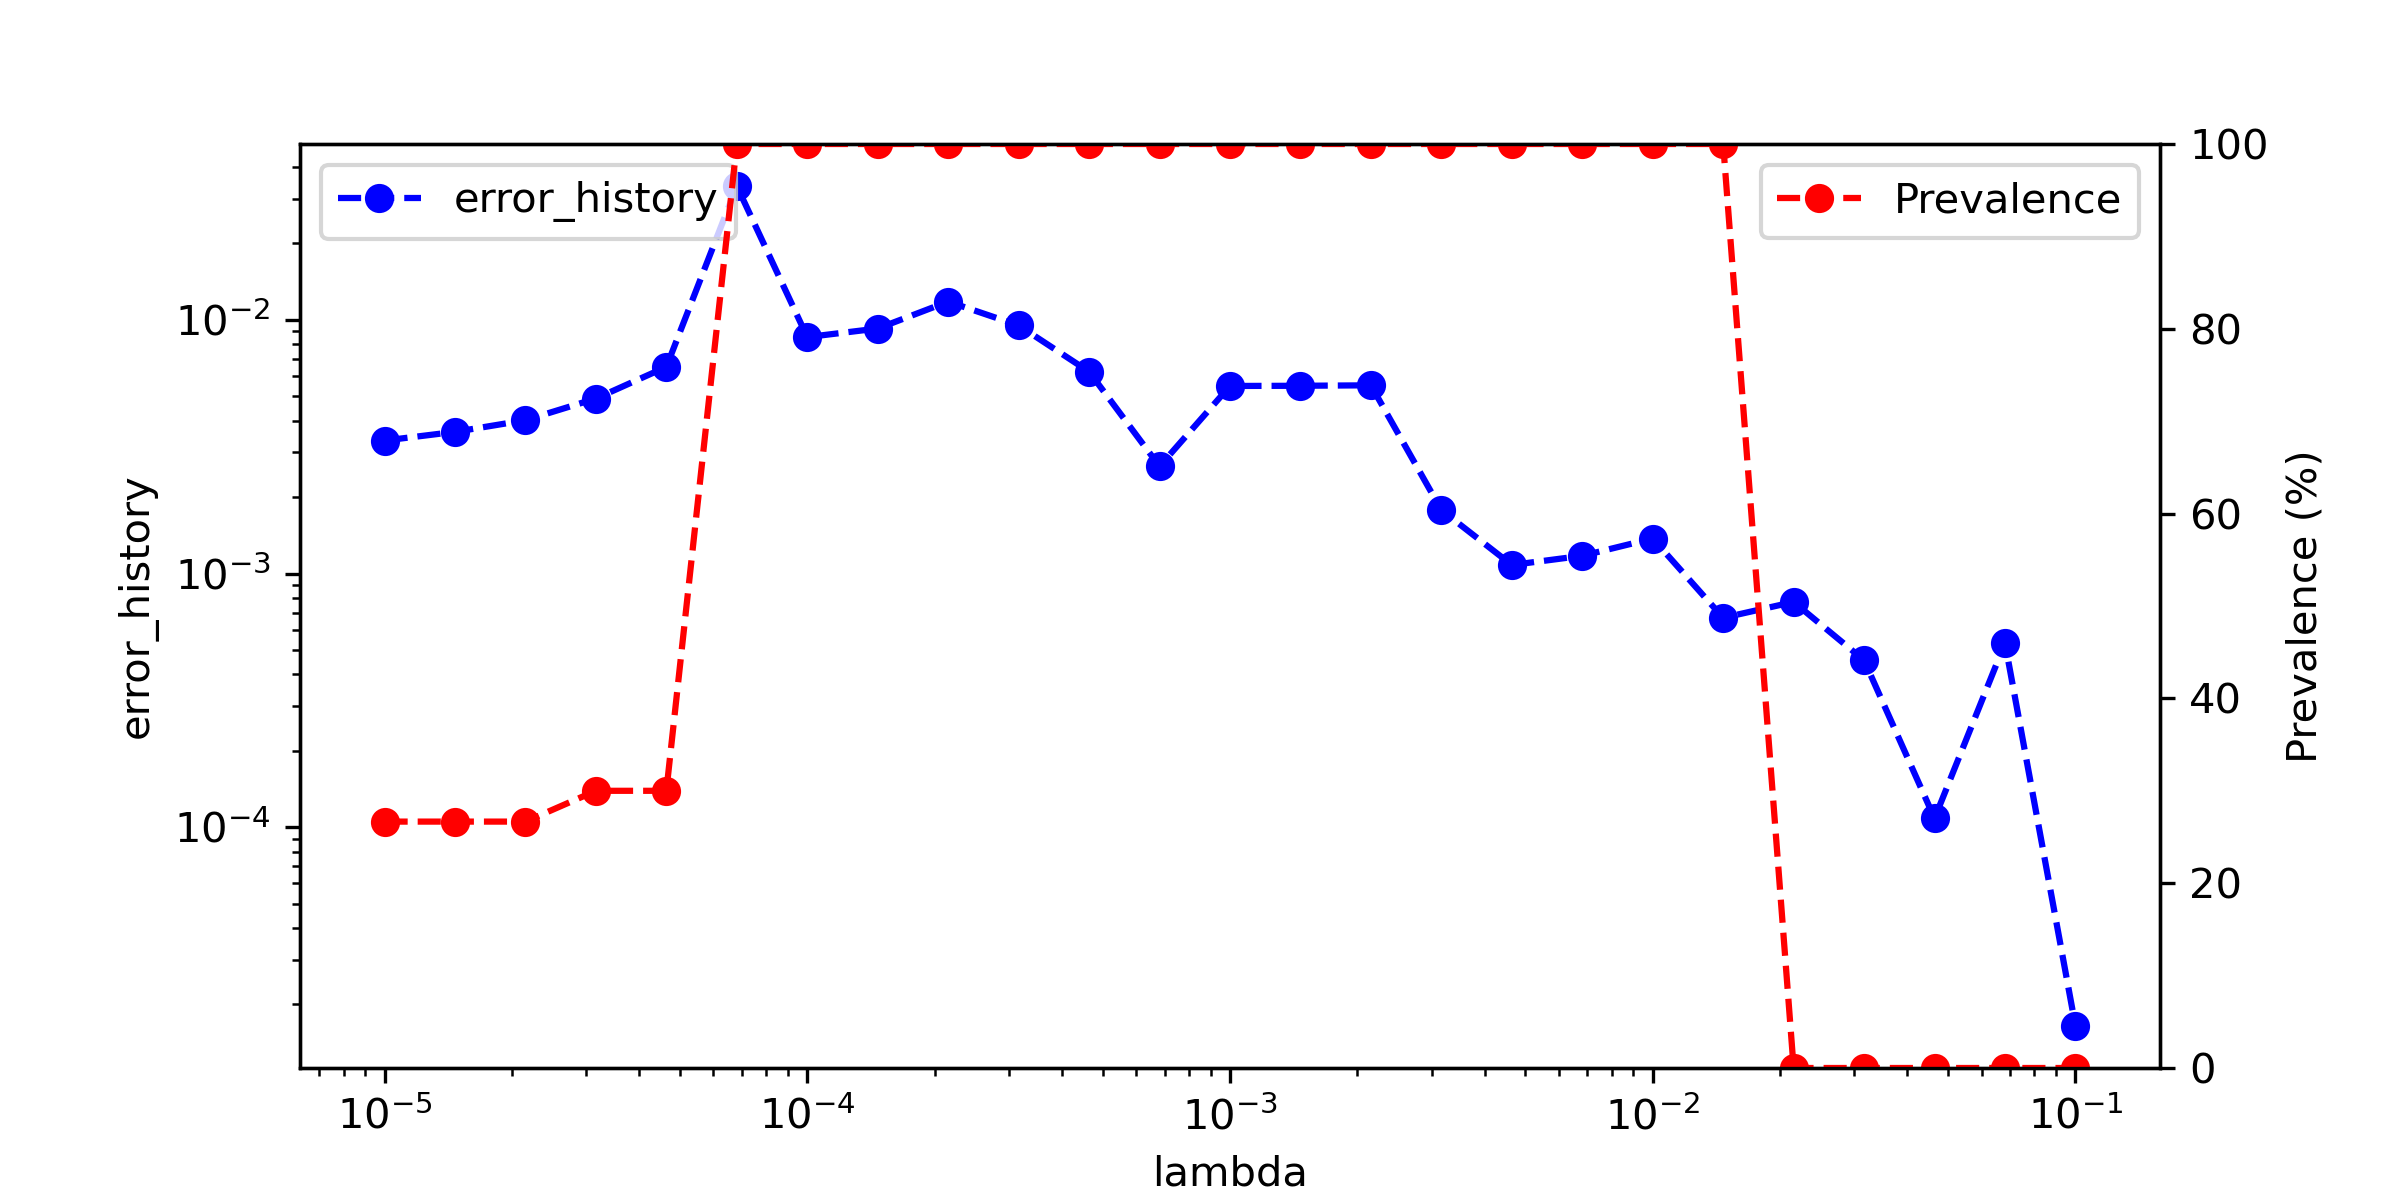 error_history
Prevalence
10⁻²
10⁻³
10⁻⁴
error_history
100
80
60
40
20
0
Prevalence (%)
10⁻⁵
10⁻⁴
10⁻³
10⁻²
10⁻¹
lambda